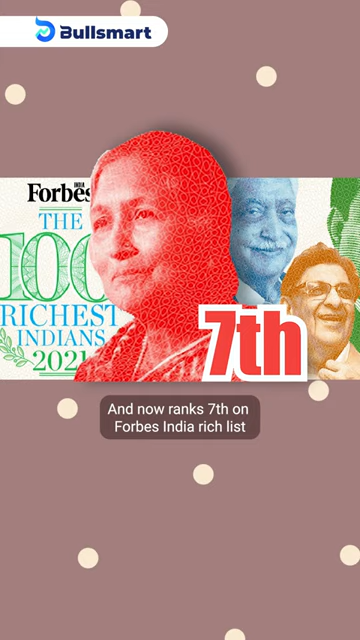 Bullsmart
Forbes
INDIA
THE
100
RICHEST
INDIANS
2021
7th
And now ranks 7th on
Forbes India rich list